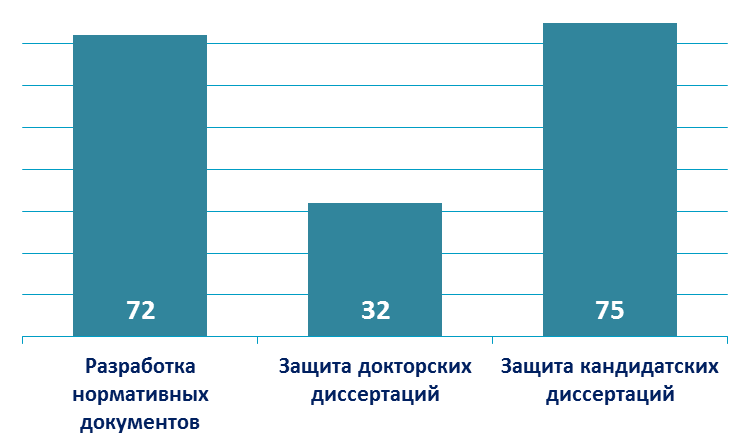 72
32
75
Разработка
нормативных
документов
Защита докторских
диссертаций
Защита кандидатских
диссертаций